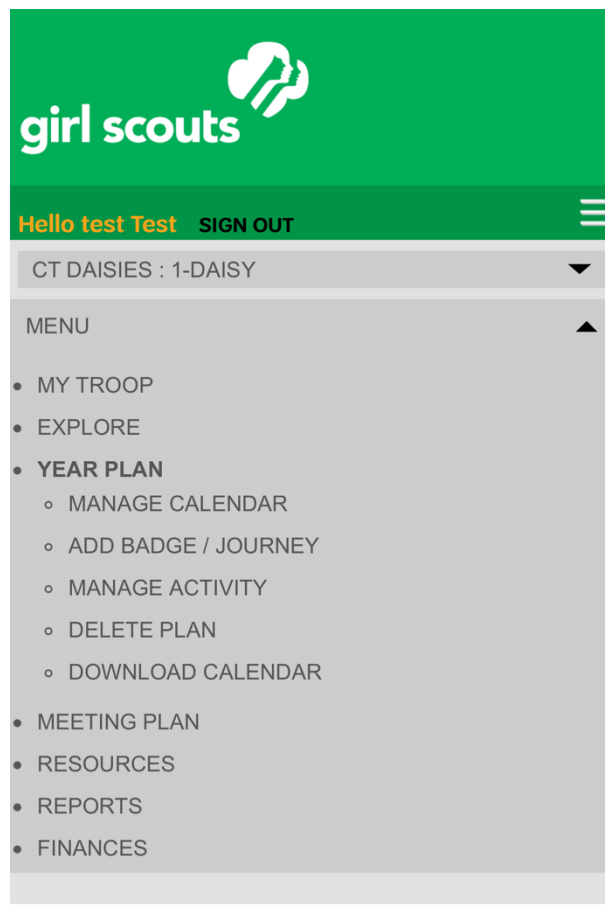 girl scouts
Hello test Test SIGN OUT
CT DAISIES : 1-DAISY
MENU
MY TROOP
EXPLORE
YEAR PLAN
MANAGE CALENDAR
ADD BADGE / JOURNEY
MANAGE ACTIVITY
DELETE PLAN
DOWNLOAD CALENDAR
MEETING PLAN
RESOURCES
REPORTS
FINANCES